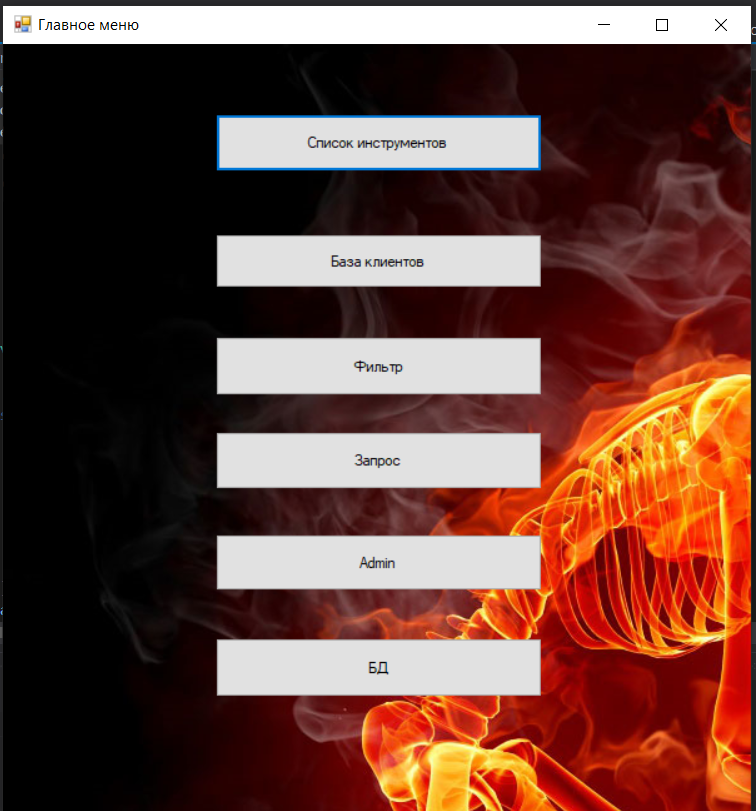 Главное меню
Список инструментов
База клиентов
Фильтр
Запрос
Admin
БД